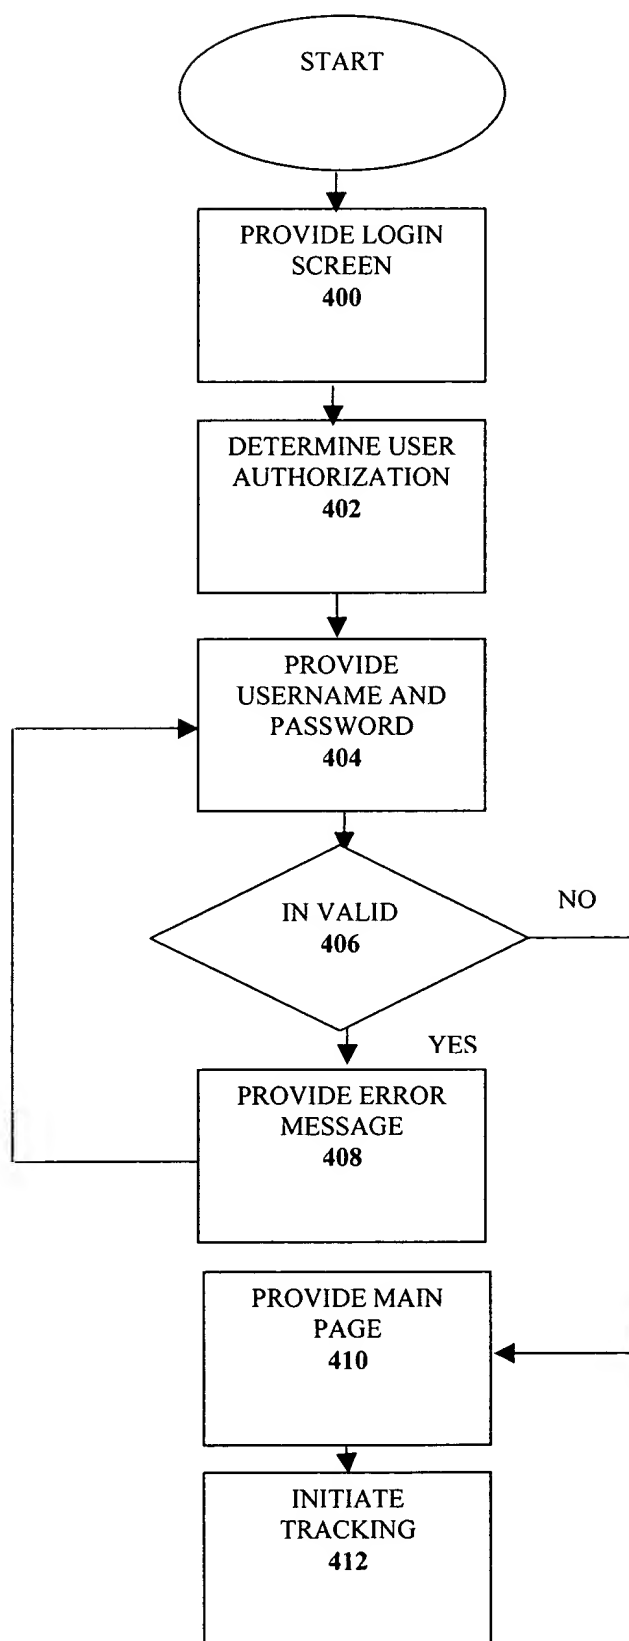 START
PROVIDE LOGIN
SCREEN
400
DETERMINE USER
AUTHORIZATION
402
PROVIDE
USERNAME AND
PASSWORD
404
IN VALID
406
NO
YES
PROVIDE ERROR
MESSAGE
408
PROVIDE MAIN
PAGE
410
INITIATE
TRACKING
412